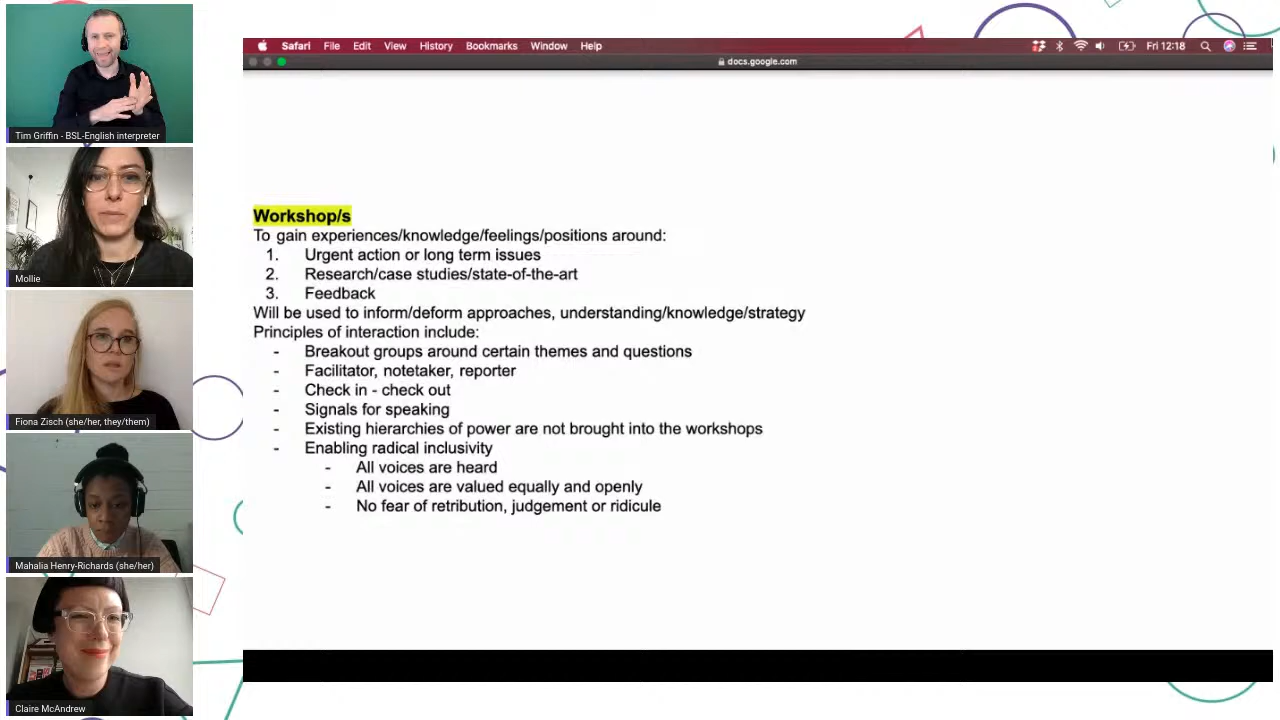 Safari File Edit View History Bookmarks Window Help Fri 12:18
docs.google.com
Tim Griffin - BSL-English interpreter
Mollie
Fiona Zisch (she/her, they/them)
Mahalia Henry-Richards (she/her)
Claire McAndrew
Workshop/s
To gain experiences/knowledge/feelings/positions around:
1. Urgent action or long term issues
2. Research/case studies/state-of-the-art
3. Feedback
Will be used to inform/deform approaches, understanding/knowledge/strategy
Principles of interaction include:
- Breakout groups around certain themes and questions
- Facilitator, notetaker, reporter
- Check in - check out
- Signals for speaking
- Existing hierarchies of power are not brought into the workshops
- Enabling radical inclusivity
- All voices are heard
- All voices are valued equally and openly
- No fear of retribution, judgement or ridicule